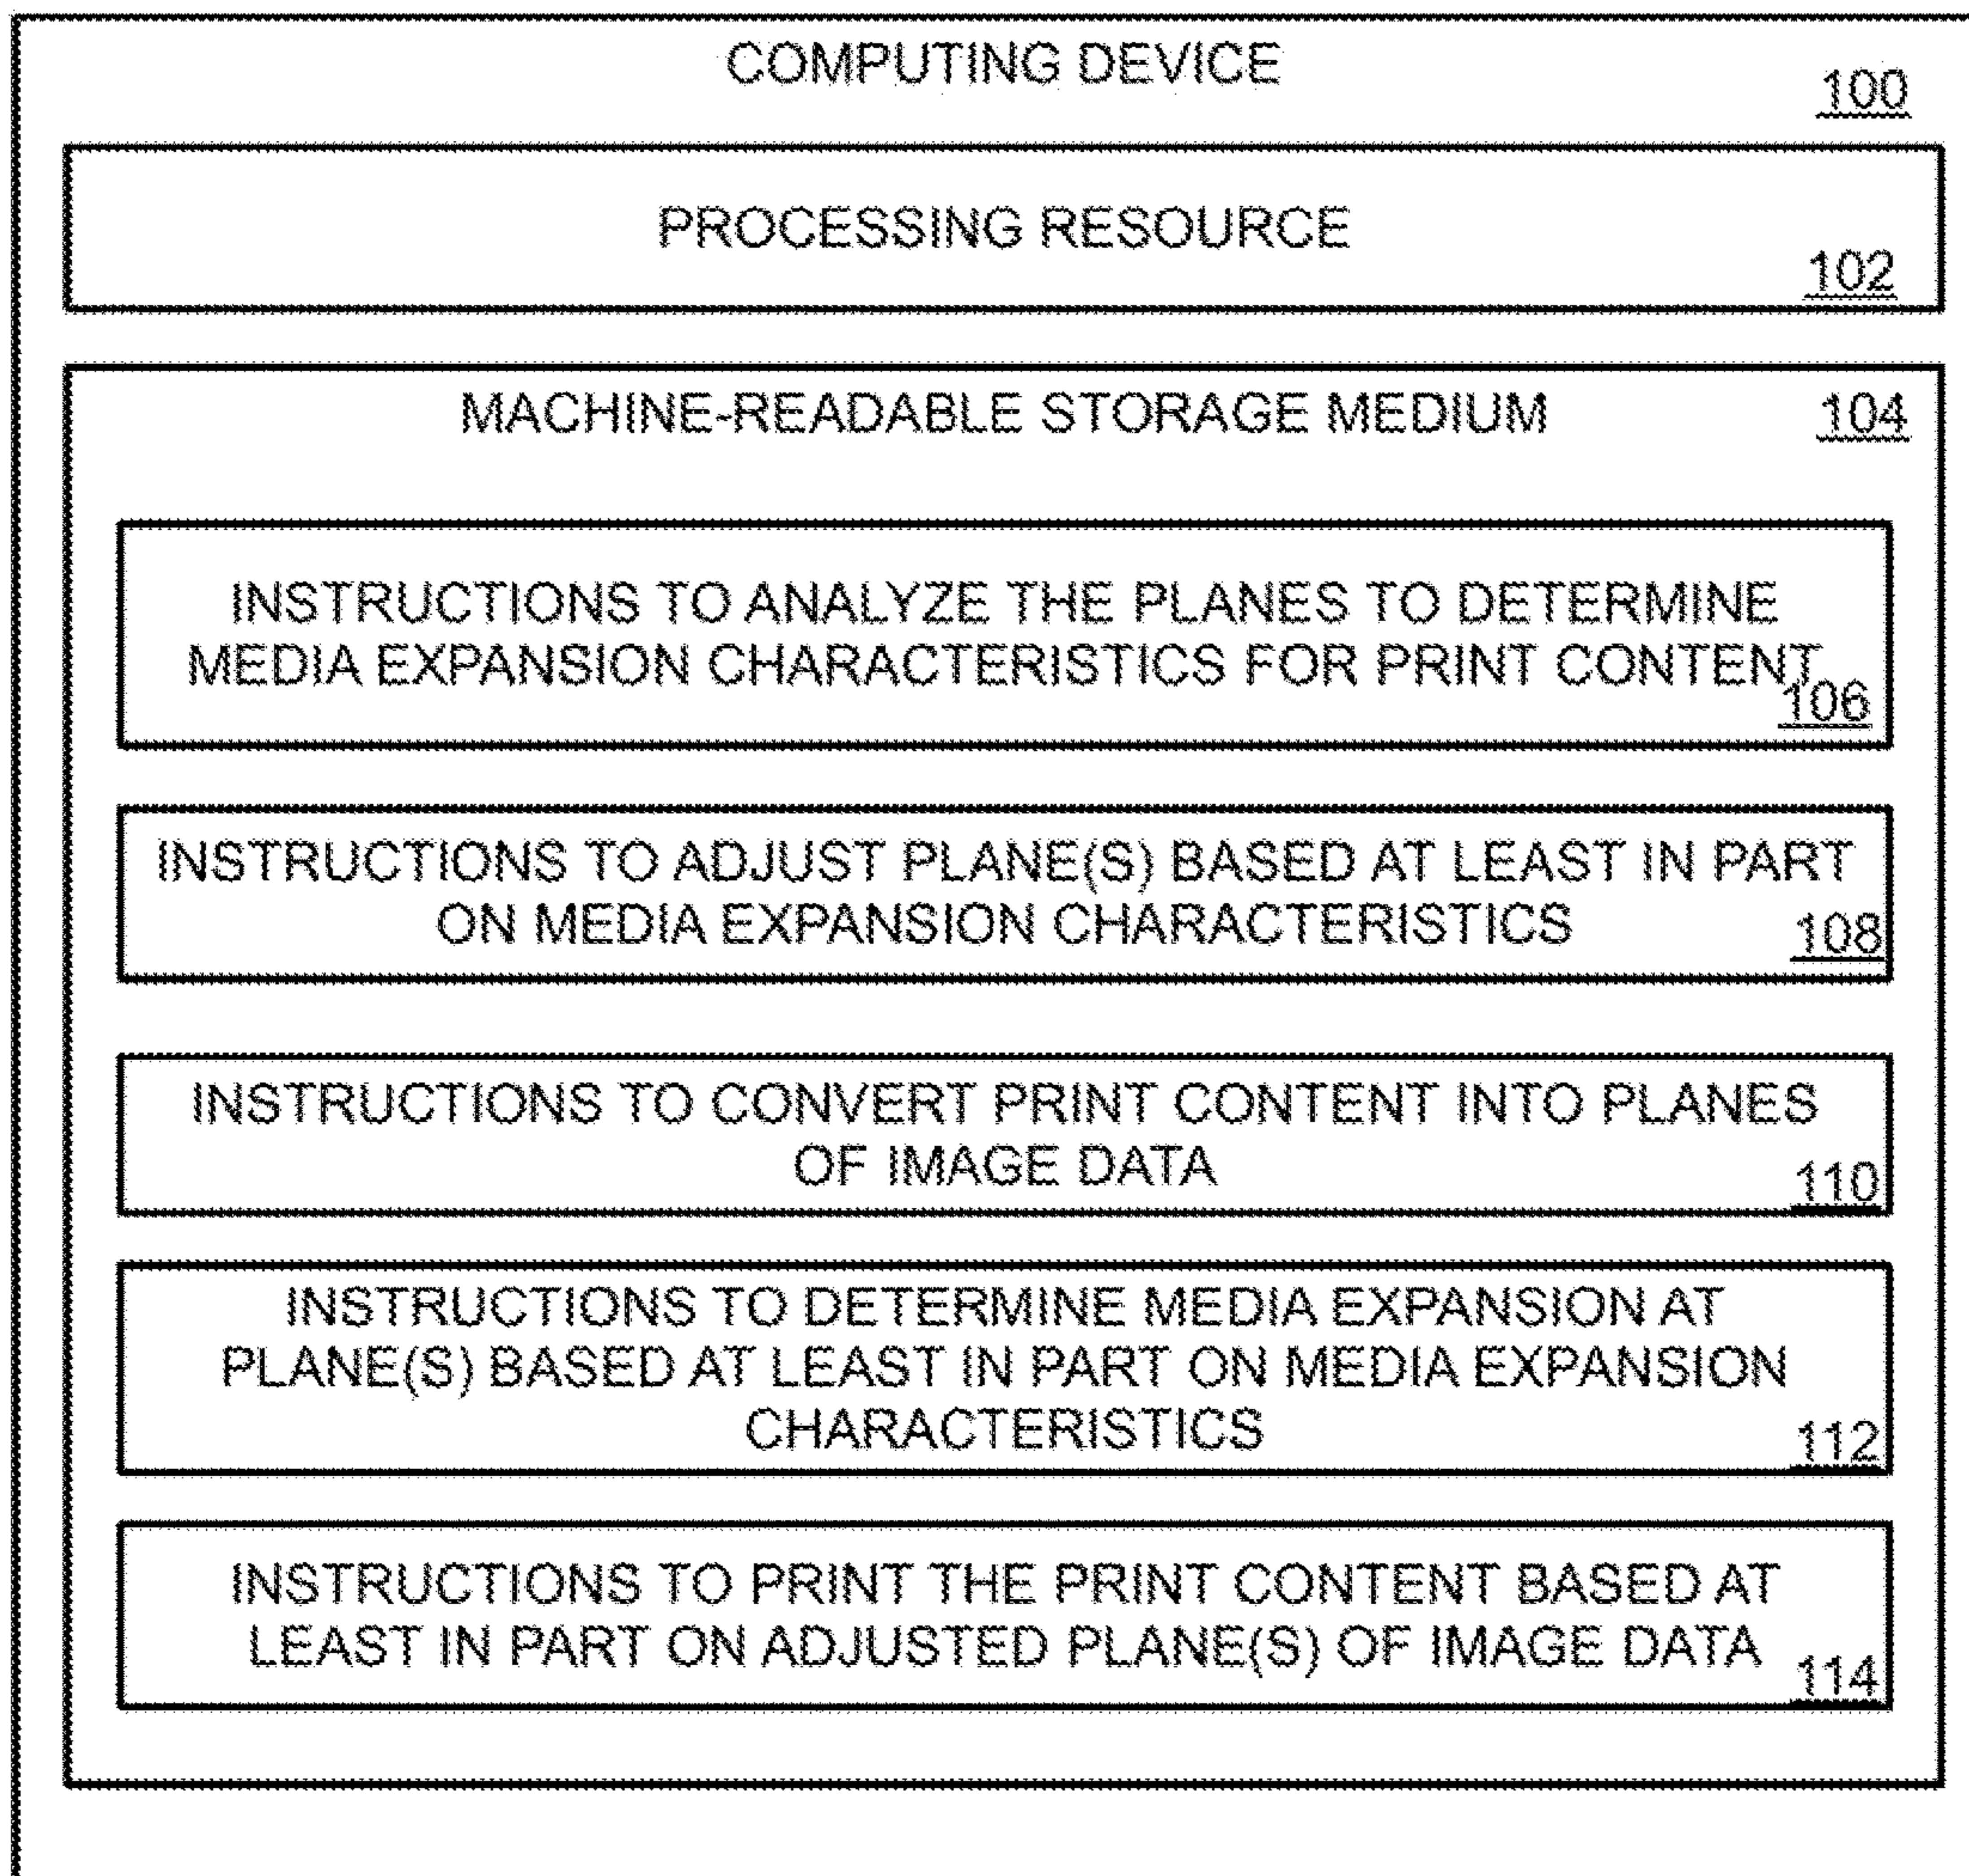 COMPUTING DEVICE
100
PROCESSING RESOURCE
102
MACHINE-READABLE STORAGE MEDIUM
104
INSTRUCTIONS TO ANALYZE THE PLANES TO DETERMINE
MEDIA EXPANSION CHARACTERISTICS FOR PRINT CONTENT
106
INSTRUCTIONS TO ADJUST PLANE(S) BASED AT LEAST IN PART
ON MEDIA EXPANSION CHARACTERISTICS
108
INSTRUCTIONS TO CONVERT PRINT CONTENT INTO PLANES
OF IMAGE DATA
110
INSTRUCTIONS TO DETERMINE MEDIA EXPANSION AT
PLANE(S) BASED AT LEAST IN PART ON MEDIA EXPANSION
CHARACTERISTICS
112
INSTRUCTIONS TO PRINT THE PRINT CONTENT BASED AT
LEAST IN PART ON ADJUSTED PLANE(S) OF IMAGE DATA
114